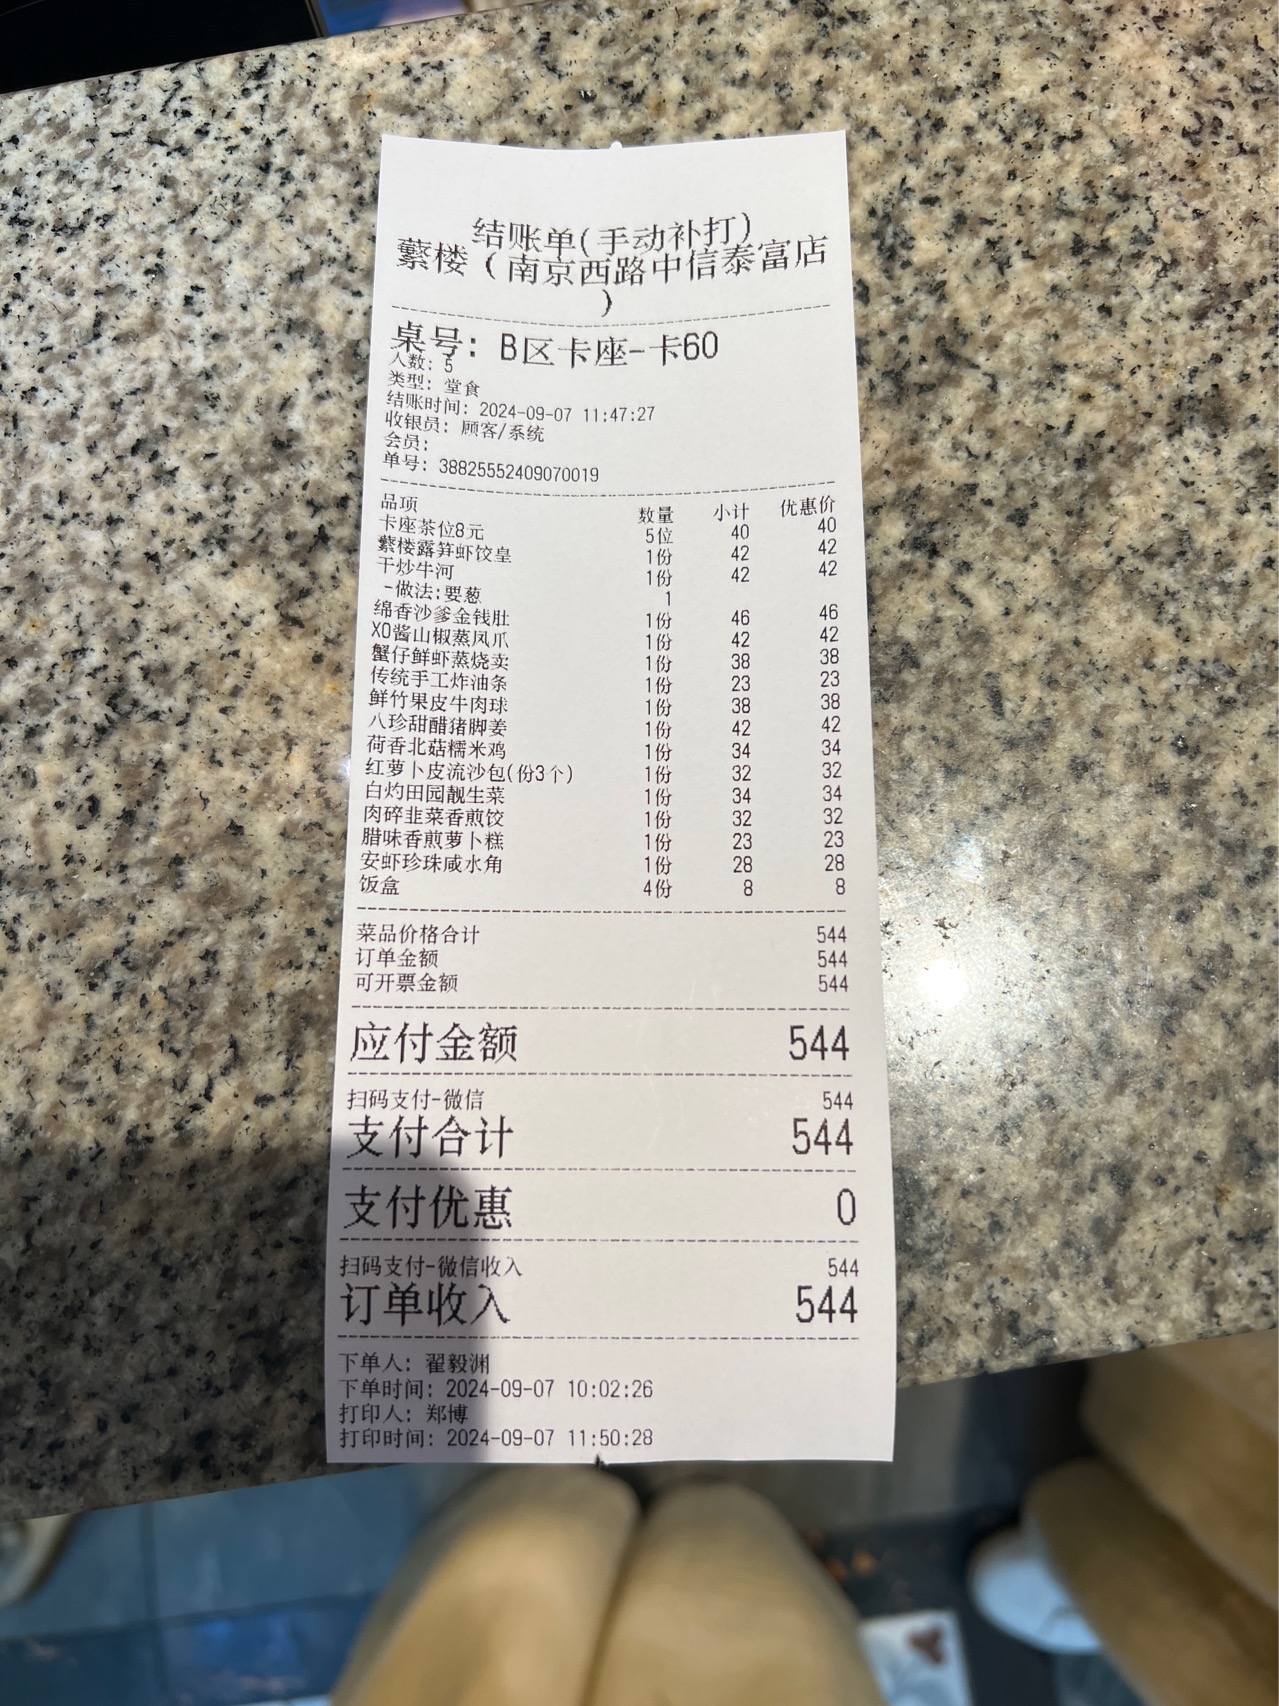 结账单(手动补打)
蘩楼(南京西路中信泰富店
)
桌号: B区卡座-卡60
人数: 5
类型: 堂食
结账时间: 2024-09-07 11:47:27
收银员: 顾客/系统
会员:
单号: 38825552409070019
品项 数量 小计 优惠价
卡座茶位8元 5位 40 40
蘩楼露笋虾饺皇 1份 42 42
干炒牛河 1份 42 42
-做法:要葱 1
绵香沙爹金钱肚 1份 46 46
XO酱山椒蒸凤爪 1份 42 42
蟹仔鲜虾蒸烧卖 1份 38 38
传统手工炸油条 1份 23 23
鲜竹果皮牛肉球 1份 38 38
八珍甜醋猪脚姜 1份 42 42
荷香北菇糯米鸡 1份 34 34
红萝卜皮流沙包(份3个) 1份 32 32
白灼田园靓生菜 1份 34 34
肉碎韭菜香煎饺 1份 32 32
腊味香煎萝卜糕 1份 23 23
安虾珍珠咸水角 1份 28 28
饭盒 4份 8 8
菜品价格合计 544
订单金额 544
可开票金额 544
应付金额 544
扫码支付-微信 544
支付合计 544
支付优惠 0
扫码支付-微信收入 544
订单收入 544
下单人: 翟毅渊
下单时间: 2024-09-07 10:02:26
打印人: 郑博
打印时间: 2024-09-07 11:50:28